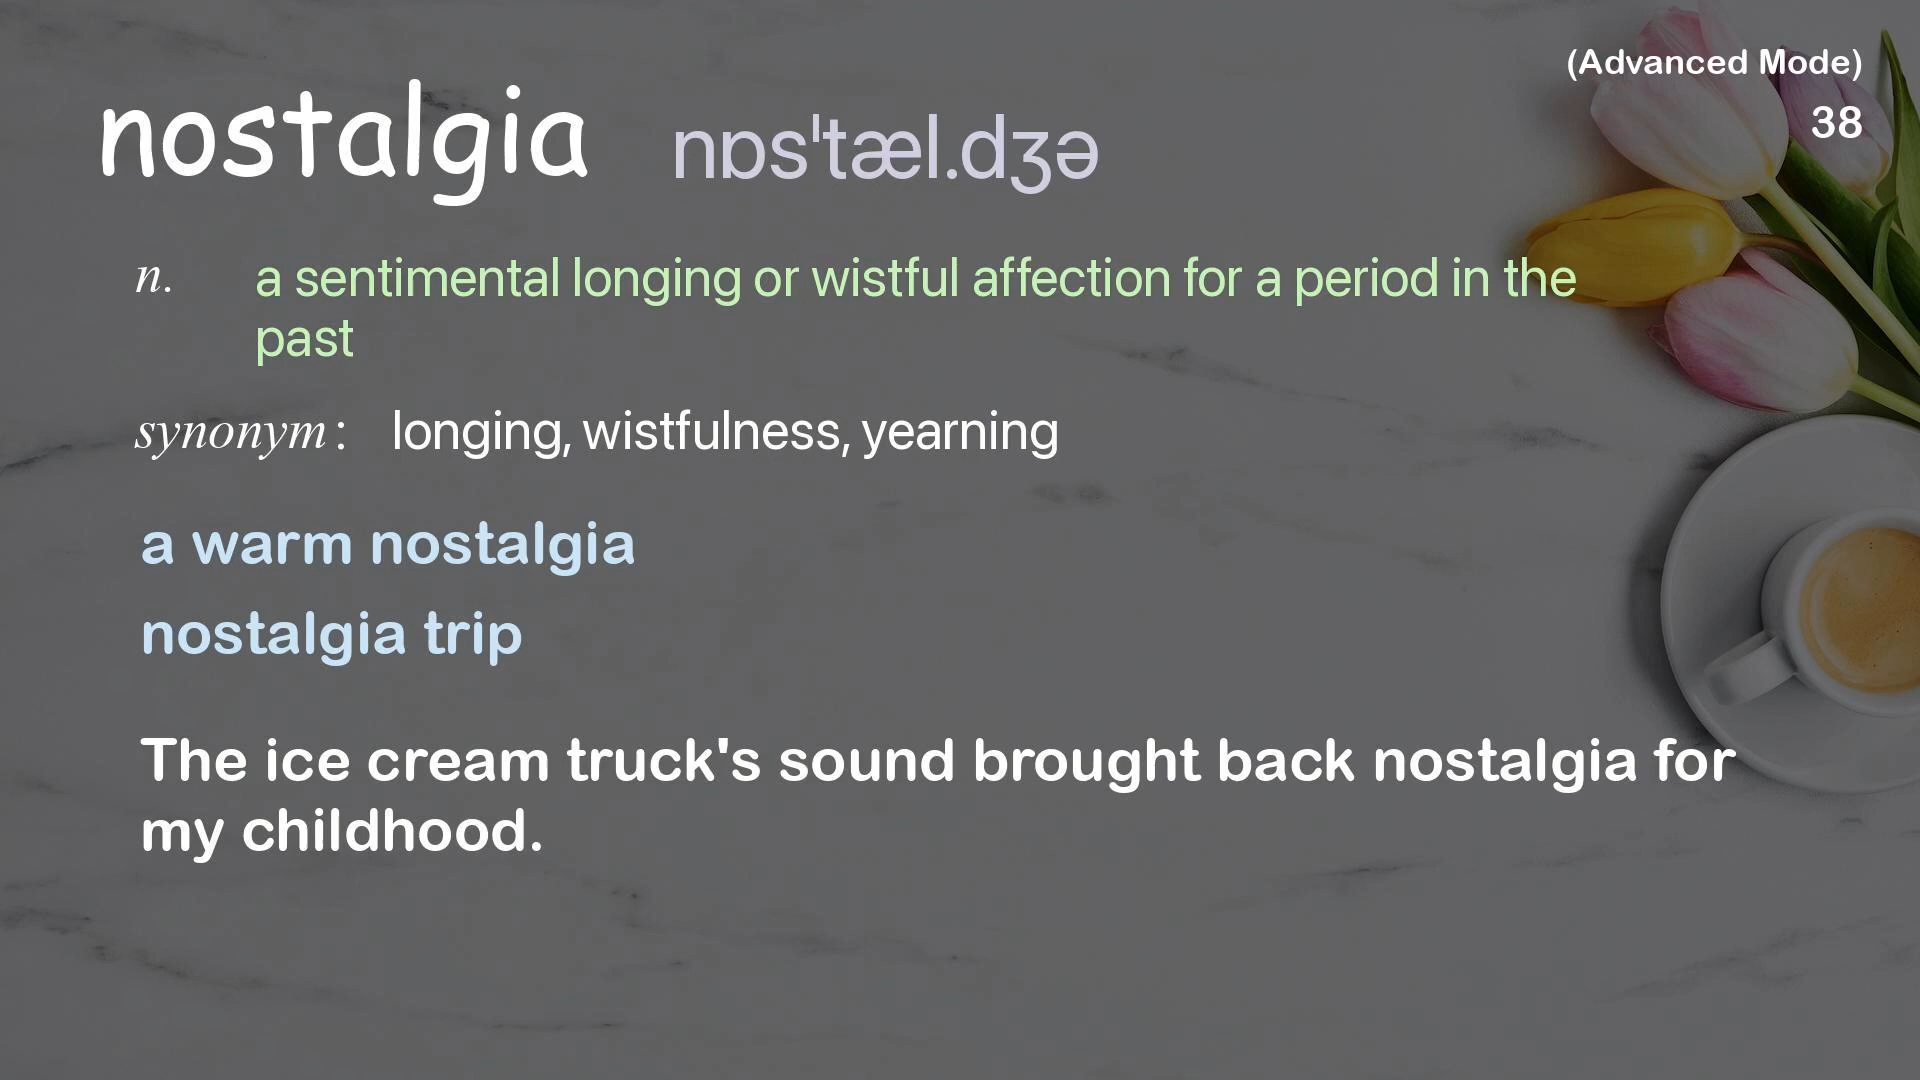 (Advanced Mode)
38
nostalgia nɒsˈtæl.dʒə
n. a sentimental longing or wistful affection for a period in the
past
synonym: longing, wistfulness, yearning
a warm nostalgia
nostalgia trip
The ice cream truck's sound brought back nostalgia for
my childhood.